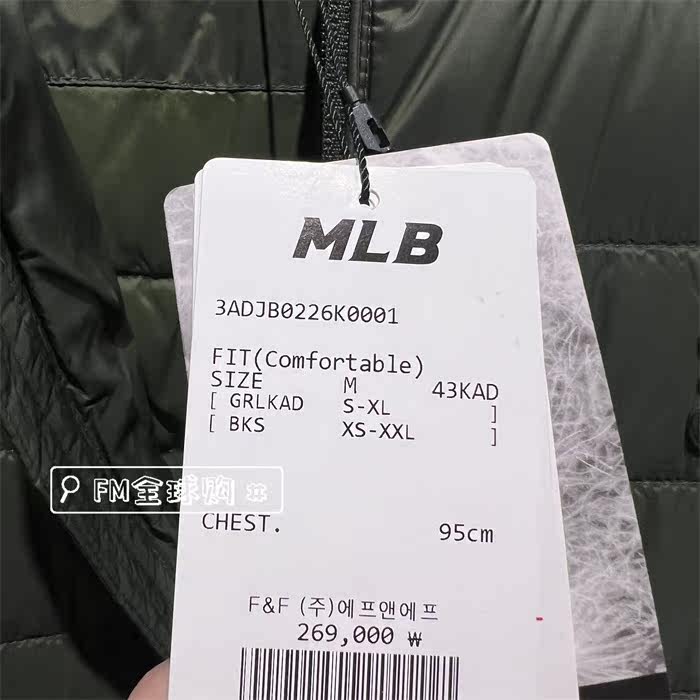 MLB
3ADJB0226K0001
FIT(Comfortable)
SIZE M 43KAD
[ GRLKAD S-XL ]
[ BKS XS-XXL ]
FM全球购
CHEST. 95cm
F&F (주)에프앤에프
269,000 ₩